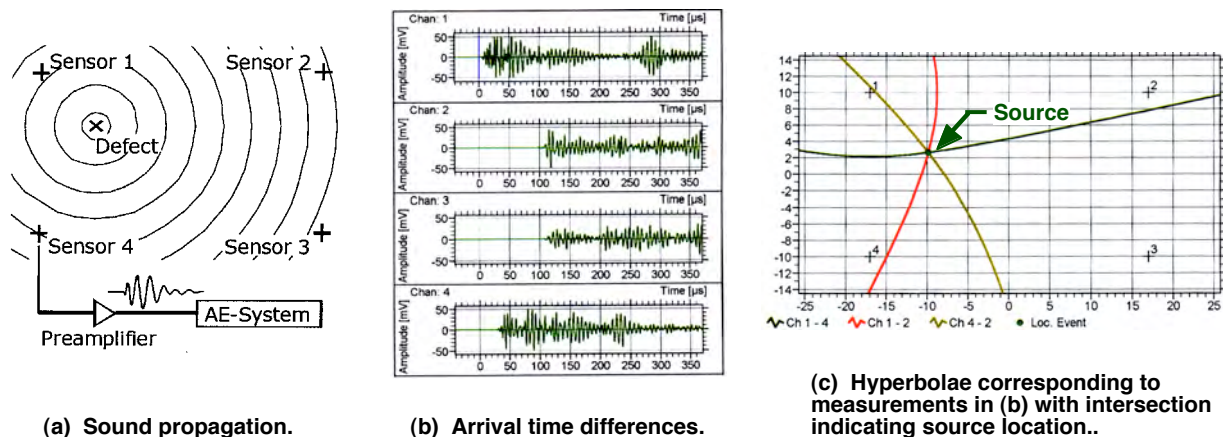 Sensor 1
Sensor 2
Defect
Sensor 4
Sensor 3
AE-System
Preamplifier
(a) Sound propagation.
Chan: 1
Time [µs]
Amplitude [mV]
50
0
-50
0 50 100 150 200 250 300 350
Chan: 2
Time [µs]
Amplitude [mV]
50
0
-50
0 50 100 150 200 250 300 350
Chan: 3
Time [µs]
Amplitude [mV]
50
0
-50
0 50 100 150 200 250 300 350
Chan: 4
Time [µs]
Amplitude [mV]
50
0
-50
0 50 100 150 200 250 300 350
(b) Arrival time differences.
14
12
10
8
6
4
2
0
-2
-4
-6
-8
-10
-12
-14
1
2
Source
4
3
-25 -20 -15 -10 -5 0 5 10 15 20 25
Ch 1 - 4 Ch 1 - 2 Ch 4 - 2 Loc. Event
(c) Hyperbolae corresponding to
measurements in (b) with intersection
indicating source location..